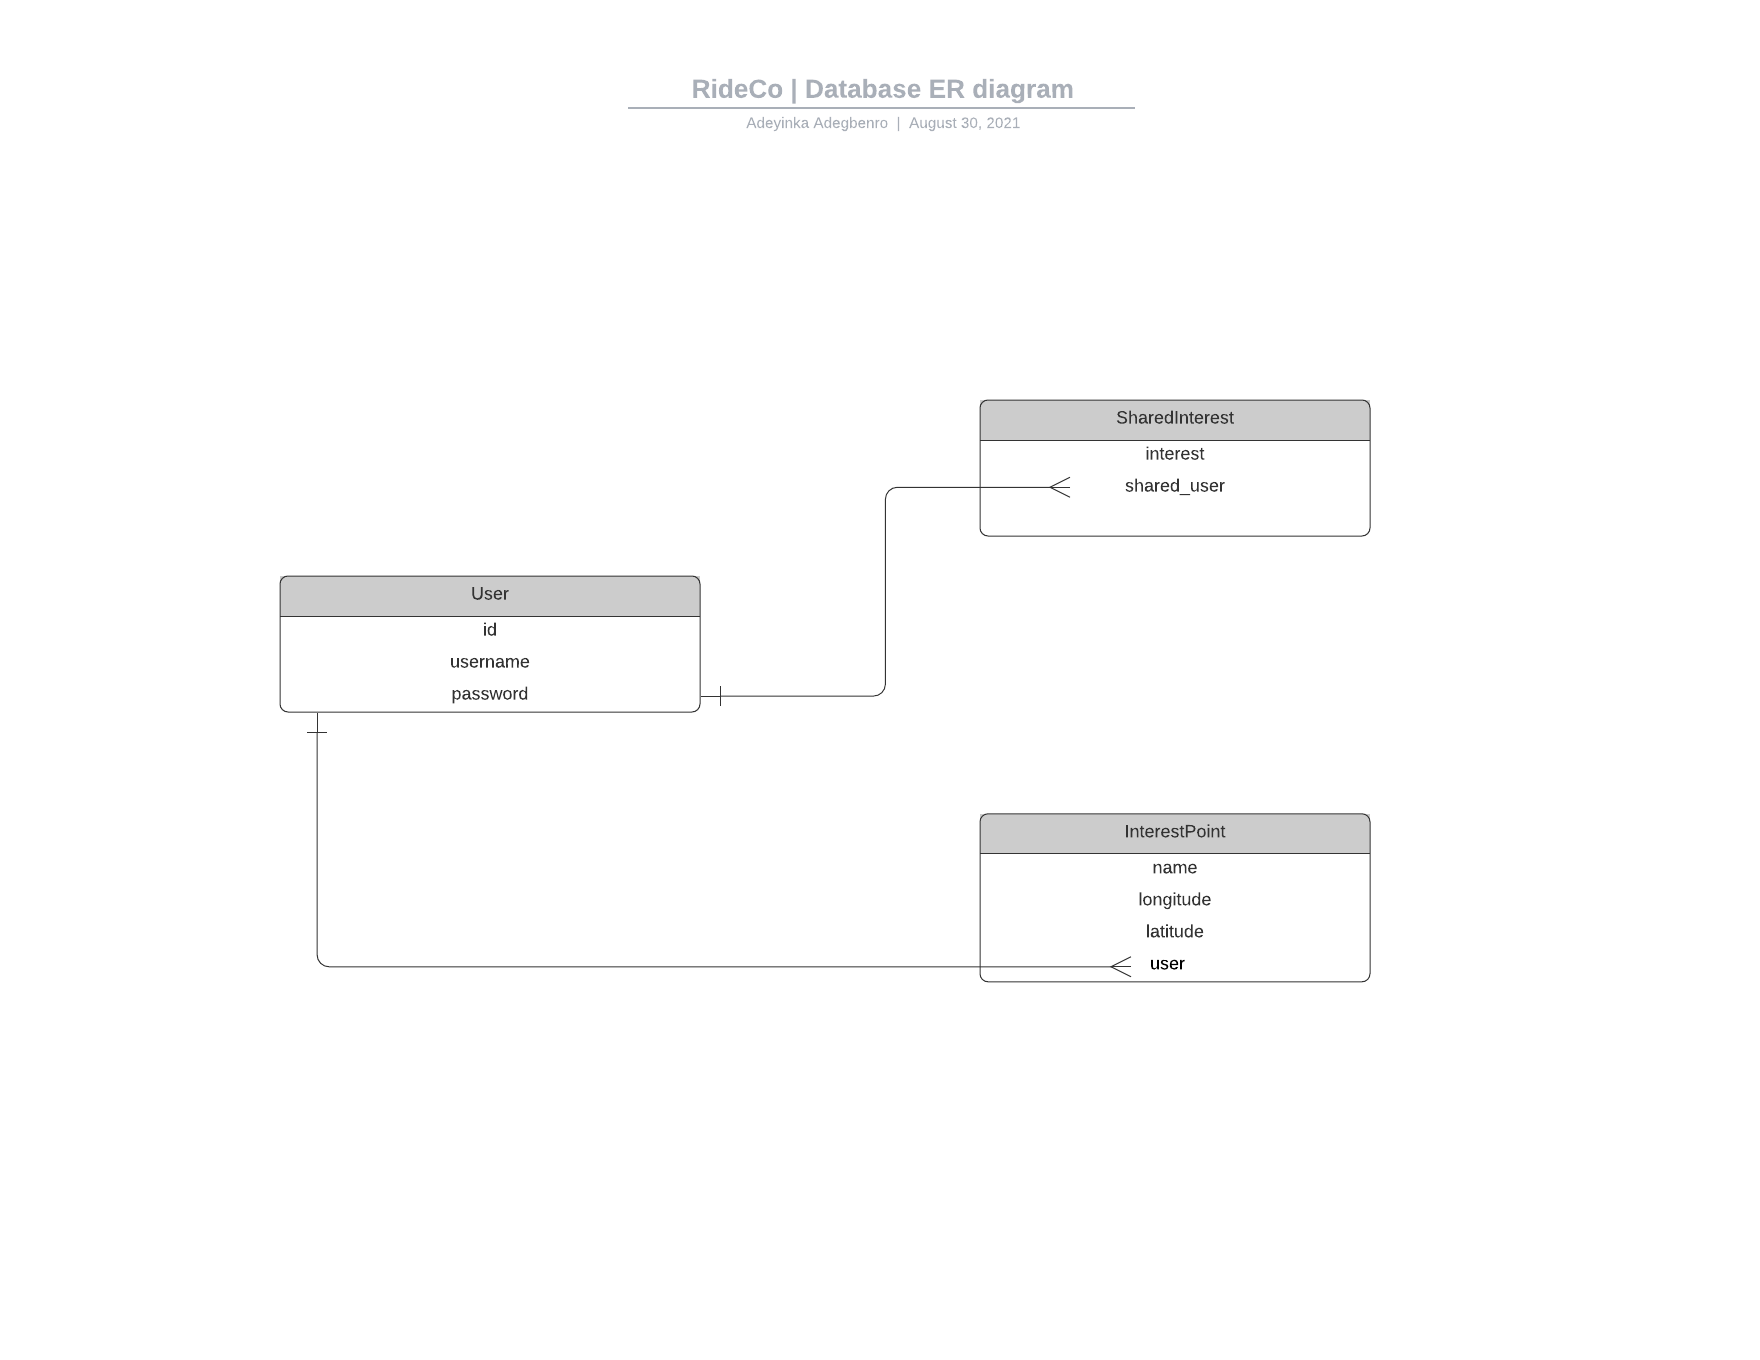 RideCo | Database ER diagram
Adeyinka Adegbenro | August 30, 2021
SharedInterest
interest
shared_user
User
id
username
password
InterestPoint
name
longitude
latitude
user